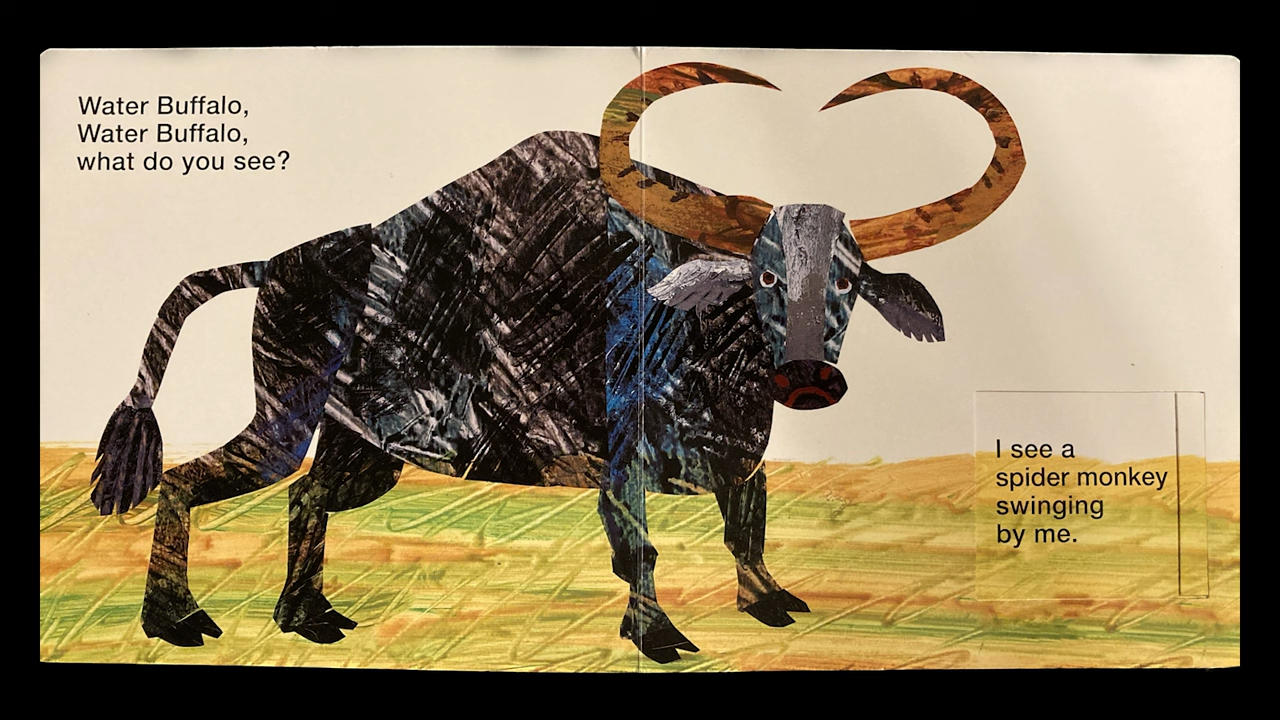 Water Buffalo,
Water Buffalo,
what do you see?
I see a
spider monkey
swinging
by me.